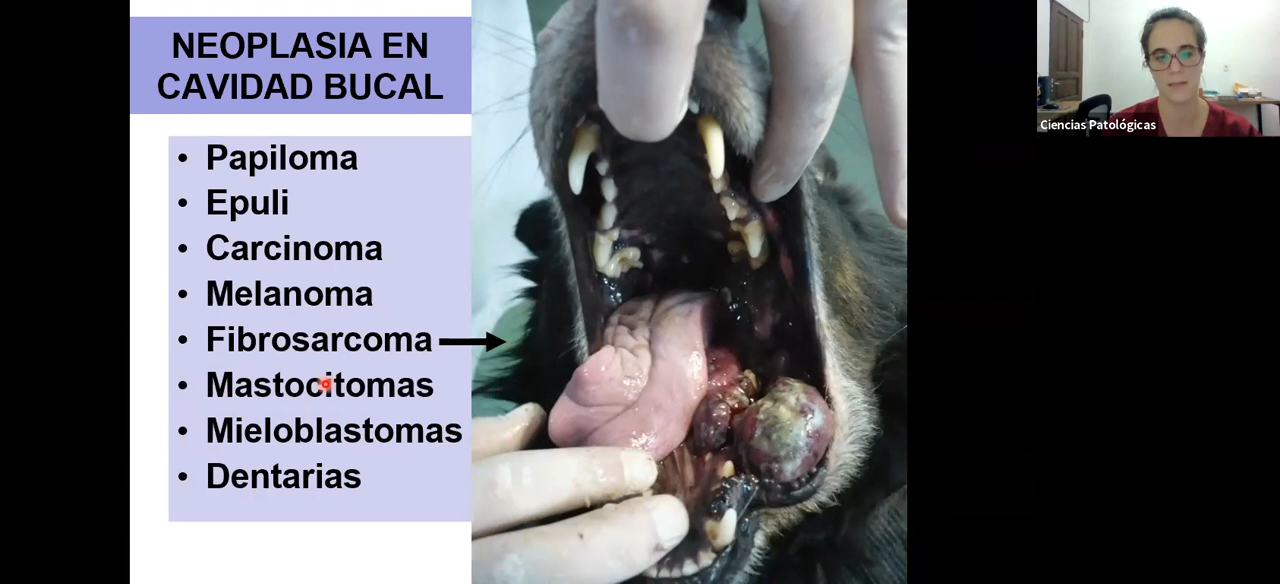 NEOPLASIA EN
CAVIDAD BUCAL
• Papiloma
• Epuli
• Carcinoma
• Melanoma
• Fibrosarcoma
• Mastocitomas
• Mieloblastomas
• Dentarias
Ciencias Patológicas